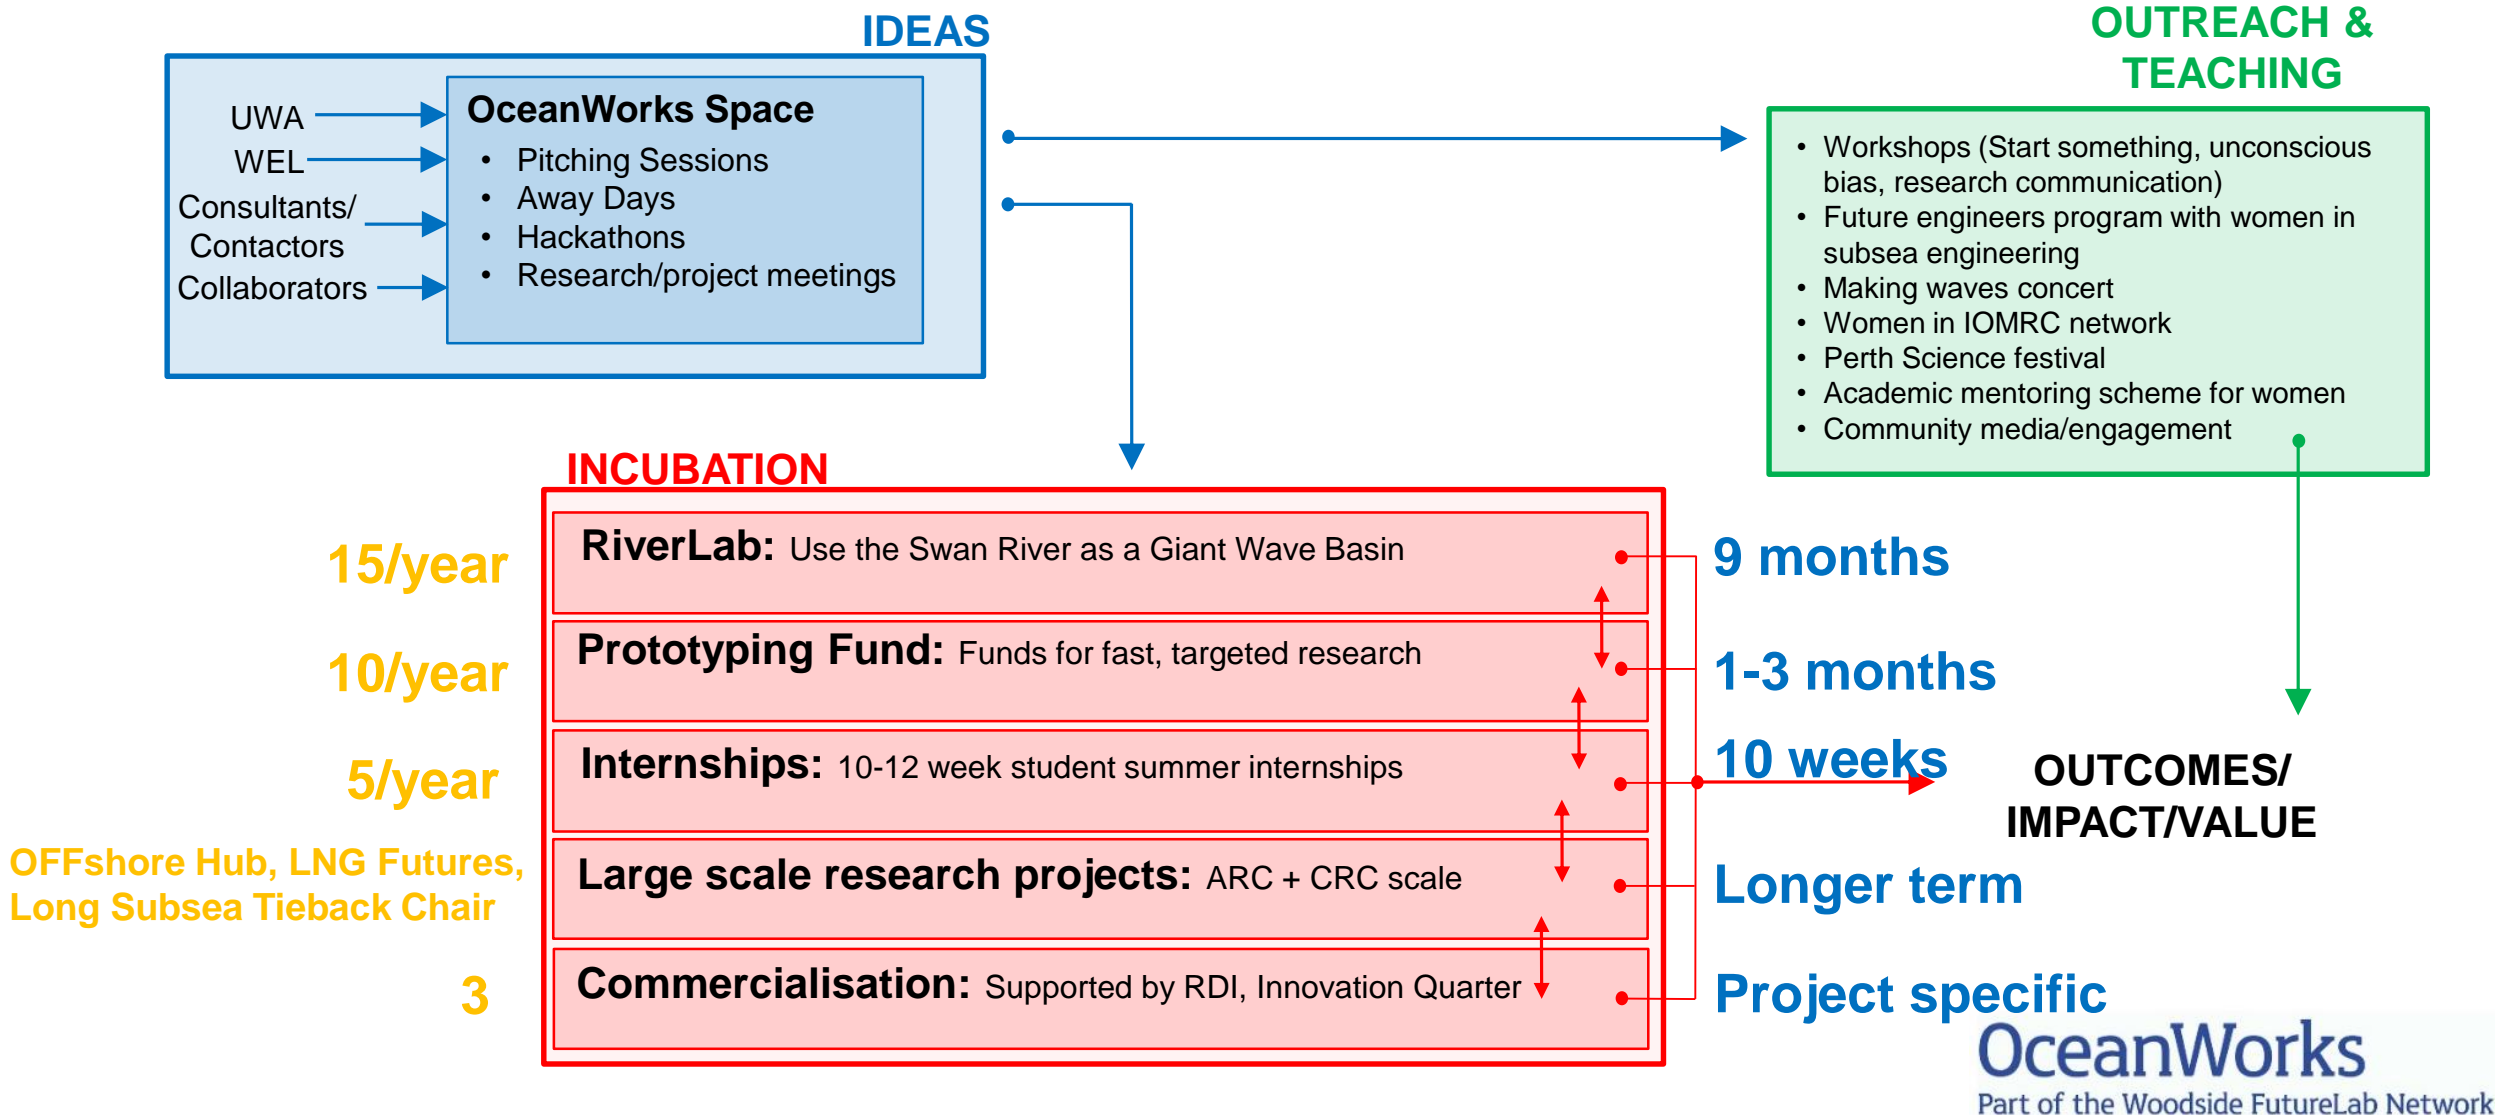 IDEAS
UWA
WEL
Consultants/
Contactors
Collaborators
OceanWorks Space
• Pitching Sessions
• Away Days
• Hackathons
• Research/project meetings
OUTREACH &
TEACHING
• Workshops (Start something, unconscious
bias, research communication)
• Future engineers program with women in
subsea engineering
• Making waves concert
• Women in IOMRC network
• Perth Science festival
• Academic mentoring scheme for women
• Community media/engagement
INCUBATION
15/year
RiverLab: Use the Swan River as a Giant Wave Basin
9 months
10/year
Prototyping Fund: Funds for fast, targeted research
1-3 months
5/year
Internships: 10-12 week student summer internships
10 weeks
OFFshore Hub, LNG Futures,
Long Subsea Tieback Chair
Large scale research projects: ARC + CRC scale
Longer term
3
Commercialisation: Supported by RDI, Innovation Quarter
Project specific
OUTCOMES/
IMPACT/VALUE
OceanWorks
Part of the Woodside FutureLab Network